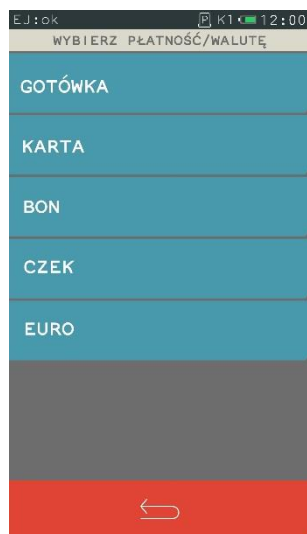 EJ:ok P K1 12:00
WYBIERZ PŁATNOŚĆ/WALUTĘ
GOTÓWKA
KARTA
BON
CZEK
EURO